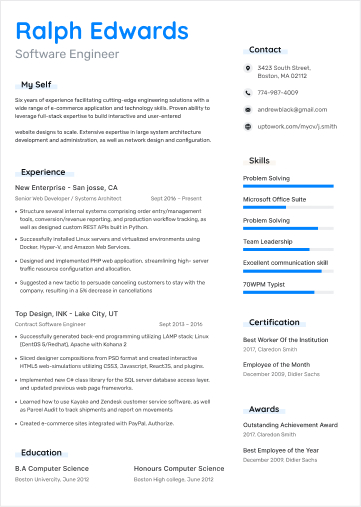 Ralph Edwards
Software Engineer
My Self
Six years of experience facilitating cutting-edge engineering solutions with a
wide range of e-commerce application and technology skills. Proven ability to
leverage full-stack expertise to build interactive and user-entered
website designs to scale. Extensive expertise in large system architecture
development and administration, as well as network design and configuration.
Experience
New Enterprise - San josse, CA
Senior Web Developer / Systems Architect Sept 2016 – Present
• Structured several internal systems comprising order entry/management
tools, conversion/revenue reporting, and production workflow tracking, as
well as designed custom REST APIs built in Python.
• Successfully installed Linux servers and virtualized environments using
Docker, Hyper-V, and Amazon Web Services.
• Designed and implemented PHP web application, streamlining high- server
traffic resource configuration and allocation.
• Suggested a new tactic to persuade canceling customers to stay with the
company, resulting in a 5% decrease in cancellations
Top Design, INK - Lake City, UT
Contract Software Engineer Sept 2013 – 2016
• Successfully generated back-end programming utilizing LAMP stack: Linux
(CentOS 5/Redhat), Apache with Kohana 2
• Sliced designer compositions from PSD format and created interactive
HTML5 web-simulations utilizing CSS3, Javascript, ReactJS, and plugins.
• Implemented new C# class library for the SQL server database access layer,
and updated previous web page frameworks.
• Learned how to use Kayako and Zendesk customer service software, as well
as Parcel Audit to track shipments and report on movements
• Created e-commerce sites integrated with PayPal, Authorize.
Education
B.A Computer Science
Boston University, June 2012
Honours Computer Science
Boston High college, June 2012
Contact
3423 South Street,
Boston, MA 02112
774-987-4009
andrewblack@gmail.com
uptowork.com/mycv/j.smith
Skills
Problem Solving
Microsoft Office Suite
Problem Solving
Team Leadership
Excellent communication skill
70WPM Typist
Certification
Best Worker Of the Institution
2017, Claredon Smith
Employee of the Month
December 2009, Didier Sachs
Awards
Outstanding Achievement Award
2017, Claredon Smith
Best Employee of the Year
December 2009, Didier Sachs